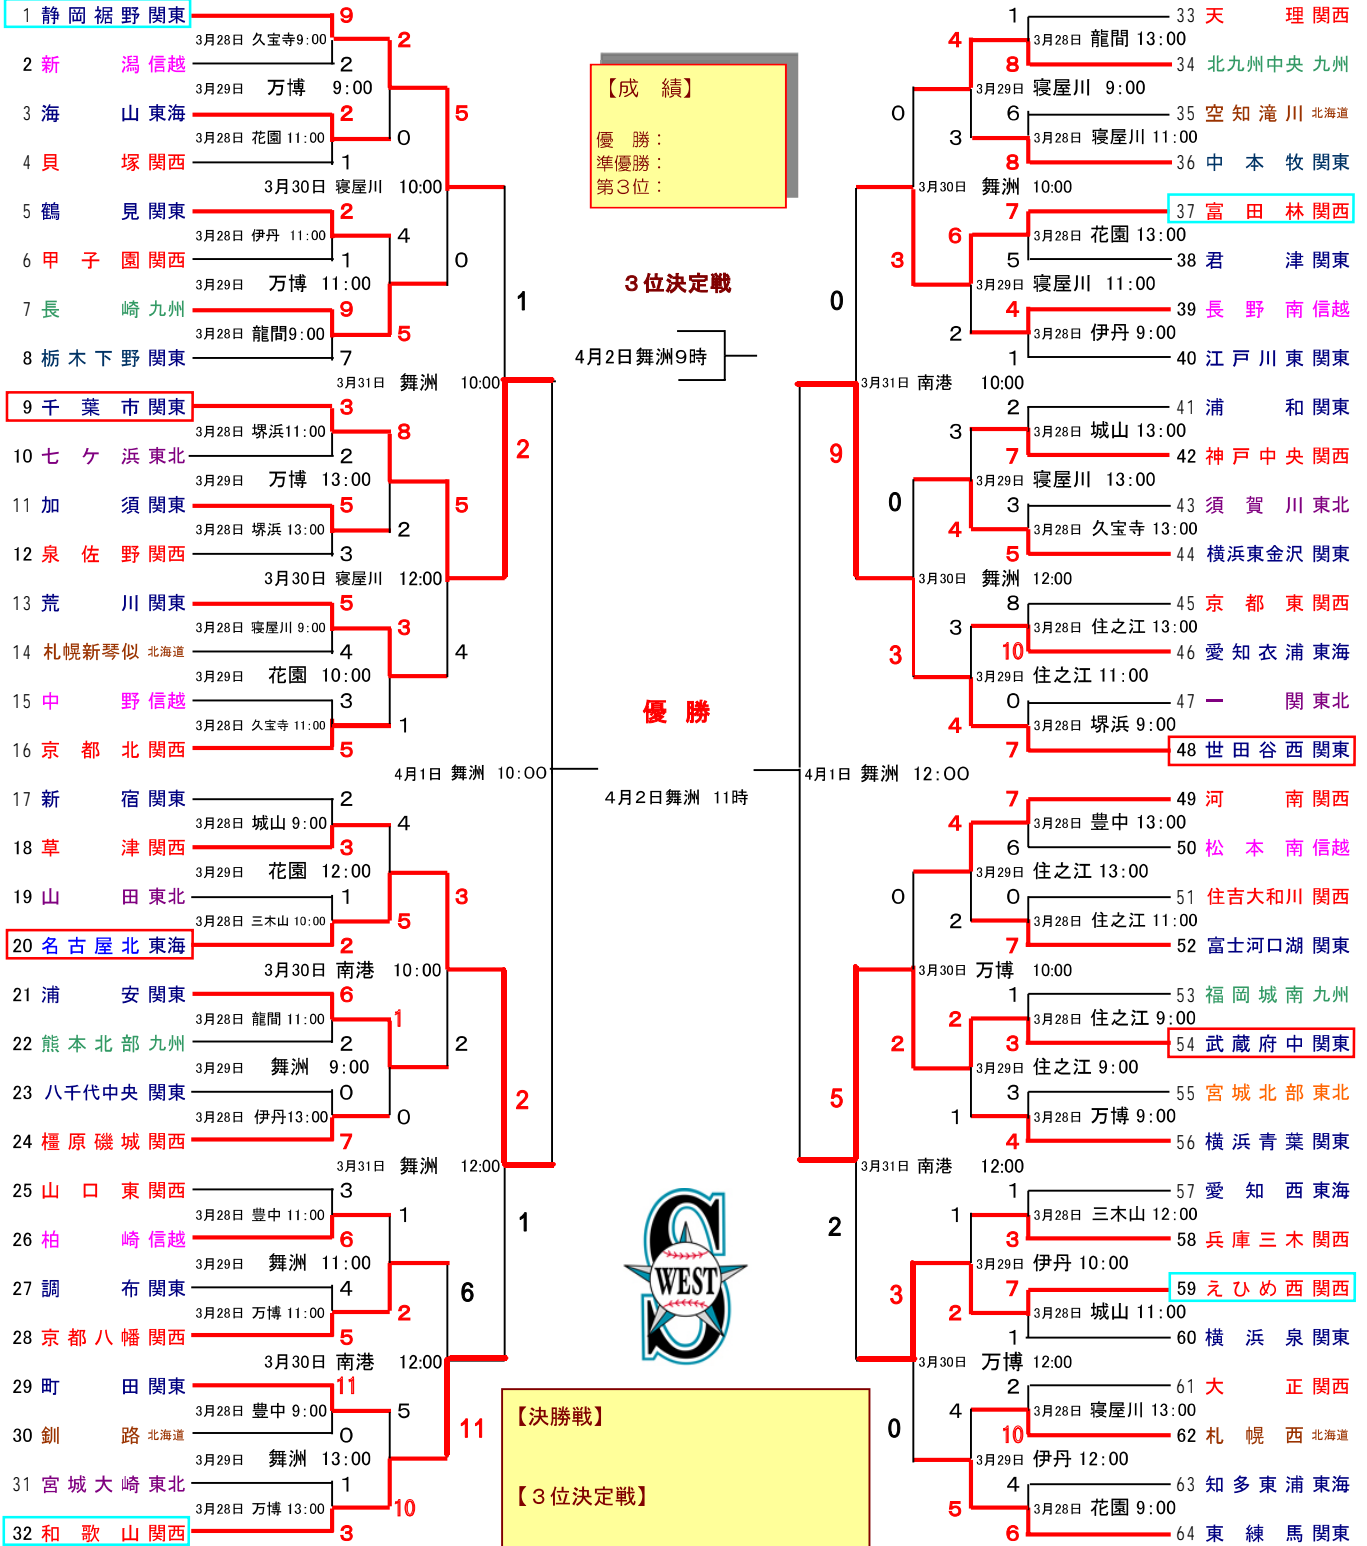 1 静岡裾野 関東 9
3月28日 久宝寺9:00 2
2 新潟 信越 2
3月29日 万博 9:00
3 海山 東海 2 5
3月28日 花園 11:00 0
4 貝塚 関西 1
3月30日 寝屋川 10:00
5 鶴見 関東 2
3月28日 伊丹 11:00 4
6 甲子園 関西 1 0
3月29日 万博 11:00
7 長崎 九州 9 1
3月28日 龍間9:00 5
8 栃木下野 関東 7
3月31日 舞洲 10:00
9 千葉市 関東 3
3月28日 堺浜11:00 8
10 七ケ浜 東北 2 2
3月29日 万博 13:00
11 加須 関東 5 5
3月28日 堺浜 13:00 2
12 泉佐野 関西 3
3月30日 寝屋川 12:00
13 荒川 関東 5
3月28日 寝屋川 9:00 3
14 札幌新琴似 北海道 4 4
3月29日 花園 10:00
15 中野 信越 3
3月28日 久宝寺 11:00 1
16 京都北 関西 5
4月1日 舞洲 10:00
17 新宿 関東 2
3月28日 城山 9:00 4
18 草津 関西 3
3月29日 花園 12:00
19 山田 東北 1 3
3月28日 三木山 10:00 5
20 名古屋北 東海 2
3月30日 南港 10:00
21 浦安 関東 6
3月28日 龍間 11:00 1
22 熊本北部 九州 2 2
3月29日 舞洲 9:00
23 八千代中央 関東 0 2
3月28日 伊丹13:00 0
24 橿原磯城 関西 7
3月31日 舞洲 12:00
25 山口東 関西 3
3月28日 豊中 11:00 1 1
26 柏崎 信越 6
3月29日 舞洲 11:00
27 調布 関東 4 6
3月28日 万博 11:00 2
28 京都八幡 関西 5
3月30日 南港 12:00
29 町田 関東 11
3月28日 豊中 9:00 5 11
30 釧路 北海道 0
3月29日 舞洲 13:00
31 宮城大崎 東北 1
3月28日 万博 13:00 10
32 和歌山 関西 3
【成 績】
優 勝:
準優勝:
第3位:
3位決定戦
4月2日舞洲9時
優 勝
4月2日舞洲 11時
S
WEST
【決勝戦】
【3位決定戦】
1 33 天理 関西
4 3月28日 龍間 13:00
8 34 北九州中央 九州
3月29日 寝屋川 9:00
0 6 35 空知滝川 北海道
3 3月28日 寝屋川 11:00
8 36 中本牧 関東
3月30日 舞洲 10:00
7 37 富田林 関西
6 3月28日 花園 13:00
3 5 38 君津 関東
3月29日 寝屋川 11:00
0 4 39 長野南 信越
2 3月28日 伊丹 9:00
1 40 江戸川東 関東
3月31日 南港 10:00
2 41 浦和 関東
3 3月28日 城山 13:00
9 7 42 神戸中央 関西
3月29日 寝屋川 13:00
0 3 43 須賀川 東北
4 3月28日 久宝寺 13:00
5 44 横浜東金沢 関東
3月30日 舞洲 12:00
8 45 京都東 関西
3 3月28日 住之江 13:00
3 10 46 愛知衣浦 東海
3月29日 住之江 11:00
0 47 一関 東北
4 3月28日 堺浜 9:00
7 48 世田谷西 関東
4月1日 舞洲 12:00
7 49 河南 関西
4 3月28日 豊中 13:00
6 50 松本南 信越
3月29日 住之江 13:00
0 0 51 住吉大和川 関西
2 3月28日 住之江 11:00
7 52 富士河口湖 関東
3月30日 万博 10:00
1 53 福岡城南 九州
2 3月28日 住之江 9:00
2 3 54 武蔵府中 関東
3月29日 住之江 9:00
5 3 55 宮城北部 東北
1 3月28日 万博 9:00
4 56 横浜青葉 関東
3月31日 南港 12:00
1 57 愛知西 東海
2 1 3月28日 三木山 12:00
3 58 兵庫三木 関西
3月29日 伊丹 10:00
3 7 59 えひめ西 関西
2 3月28日 城山 11:00
1 60 横浜泉 関東
3月30日 万博 12:00
2 61 大正 関西
0 4 3月28日 寝屋川 13:00
10 62 札幌西 北海道
3月29日 伊丹 12:00
4 63 知多東浦 東海
5 3月28日 花園 9:00
6 64 東練馬 関東